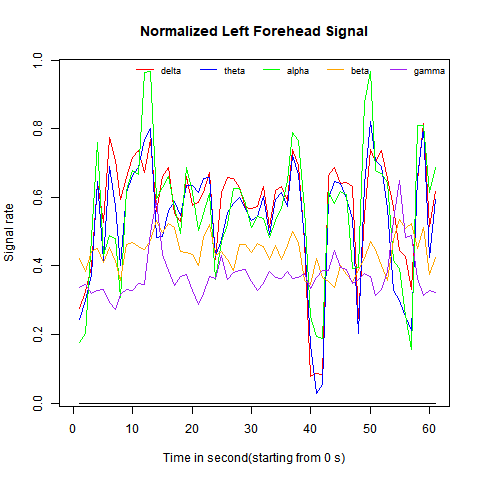 Normalized Left Forehead Signal
delta theta alpha beta gamma
1.0
0.8
0.6
0.4
0.2
0.0
Signal rate
0 10 20 30 40 50 60
Time in second(starting from 0 s)